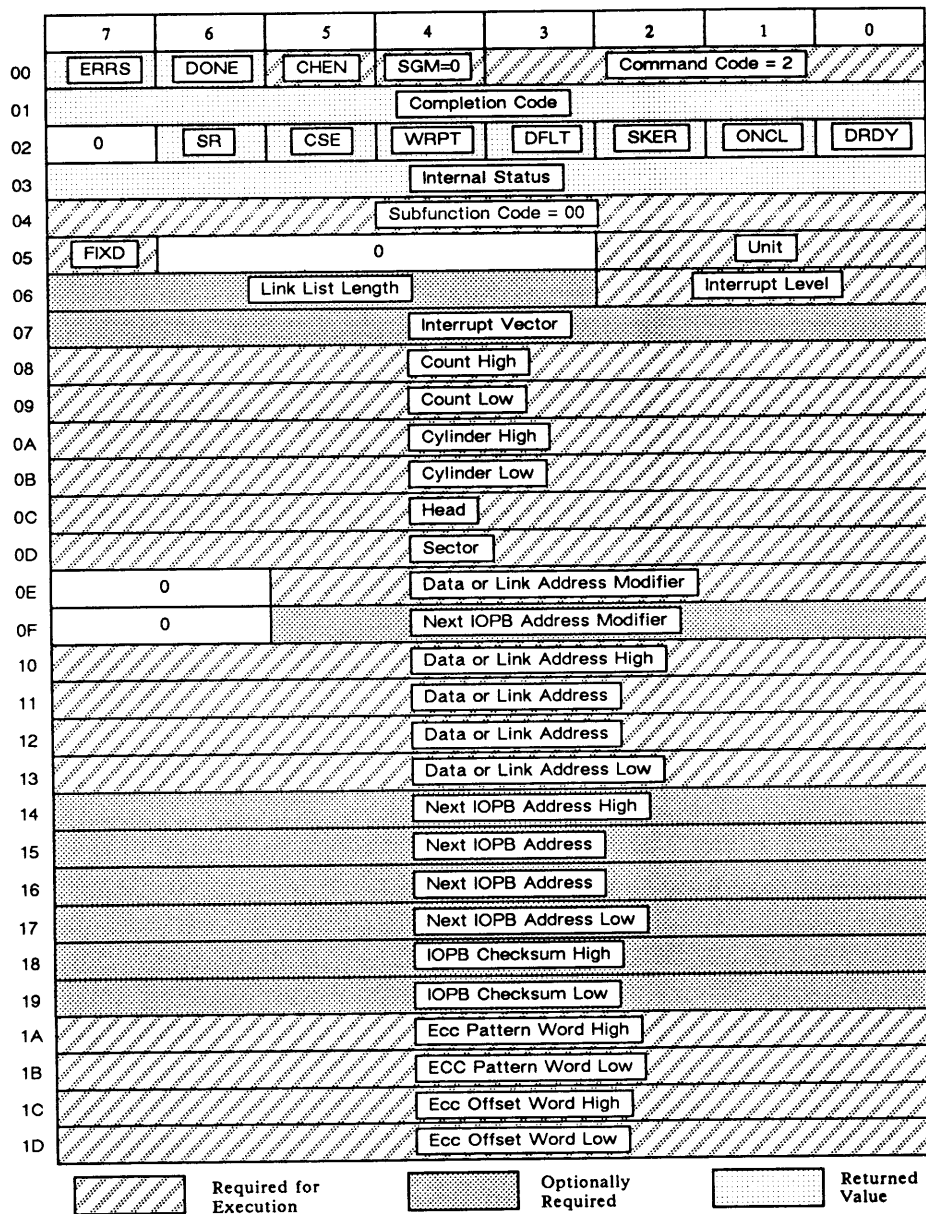 7 6 5 4 3 2 1 0
00 ERRS DONE CHEN SGM=0 Command Code = 2
01 Completion Code
02 0 SR CSE WRPT DFLT SKER ONCL DRDY
03 Internal Status
04 Subfunction Code = 00
05 FIXD 0 Unit
06 Link List Length Interrupt Level
07 Interrupt Vector
08 Count High
09 Count Low
0A Cylinder High
0B Cylinder Low
0C Head
0D Sector
0E 0 Data or Link Address Modifier
0F 0 Next IOPB Address Modifier
10 Data or Link Address High
11 Data or Link Address
12 Data or Link Address
13 Data or Link Address Low
14 Next IOPB Address High
15 Next IOPB Address
16 Next IOPB Address
17 Next IOPB Address Low
18 IOPB Checksum High
19 IOPB Checksum Low
1A Ecc Pattern Word High
1B ECC Pattern Word Low
1C Ecc Offset Word High
1D Ecc Offset Word Low
Required for Execution
Optionally Required
Returned Value